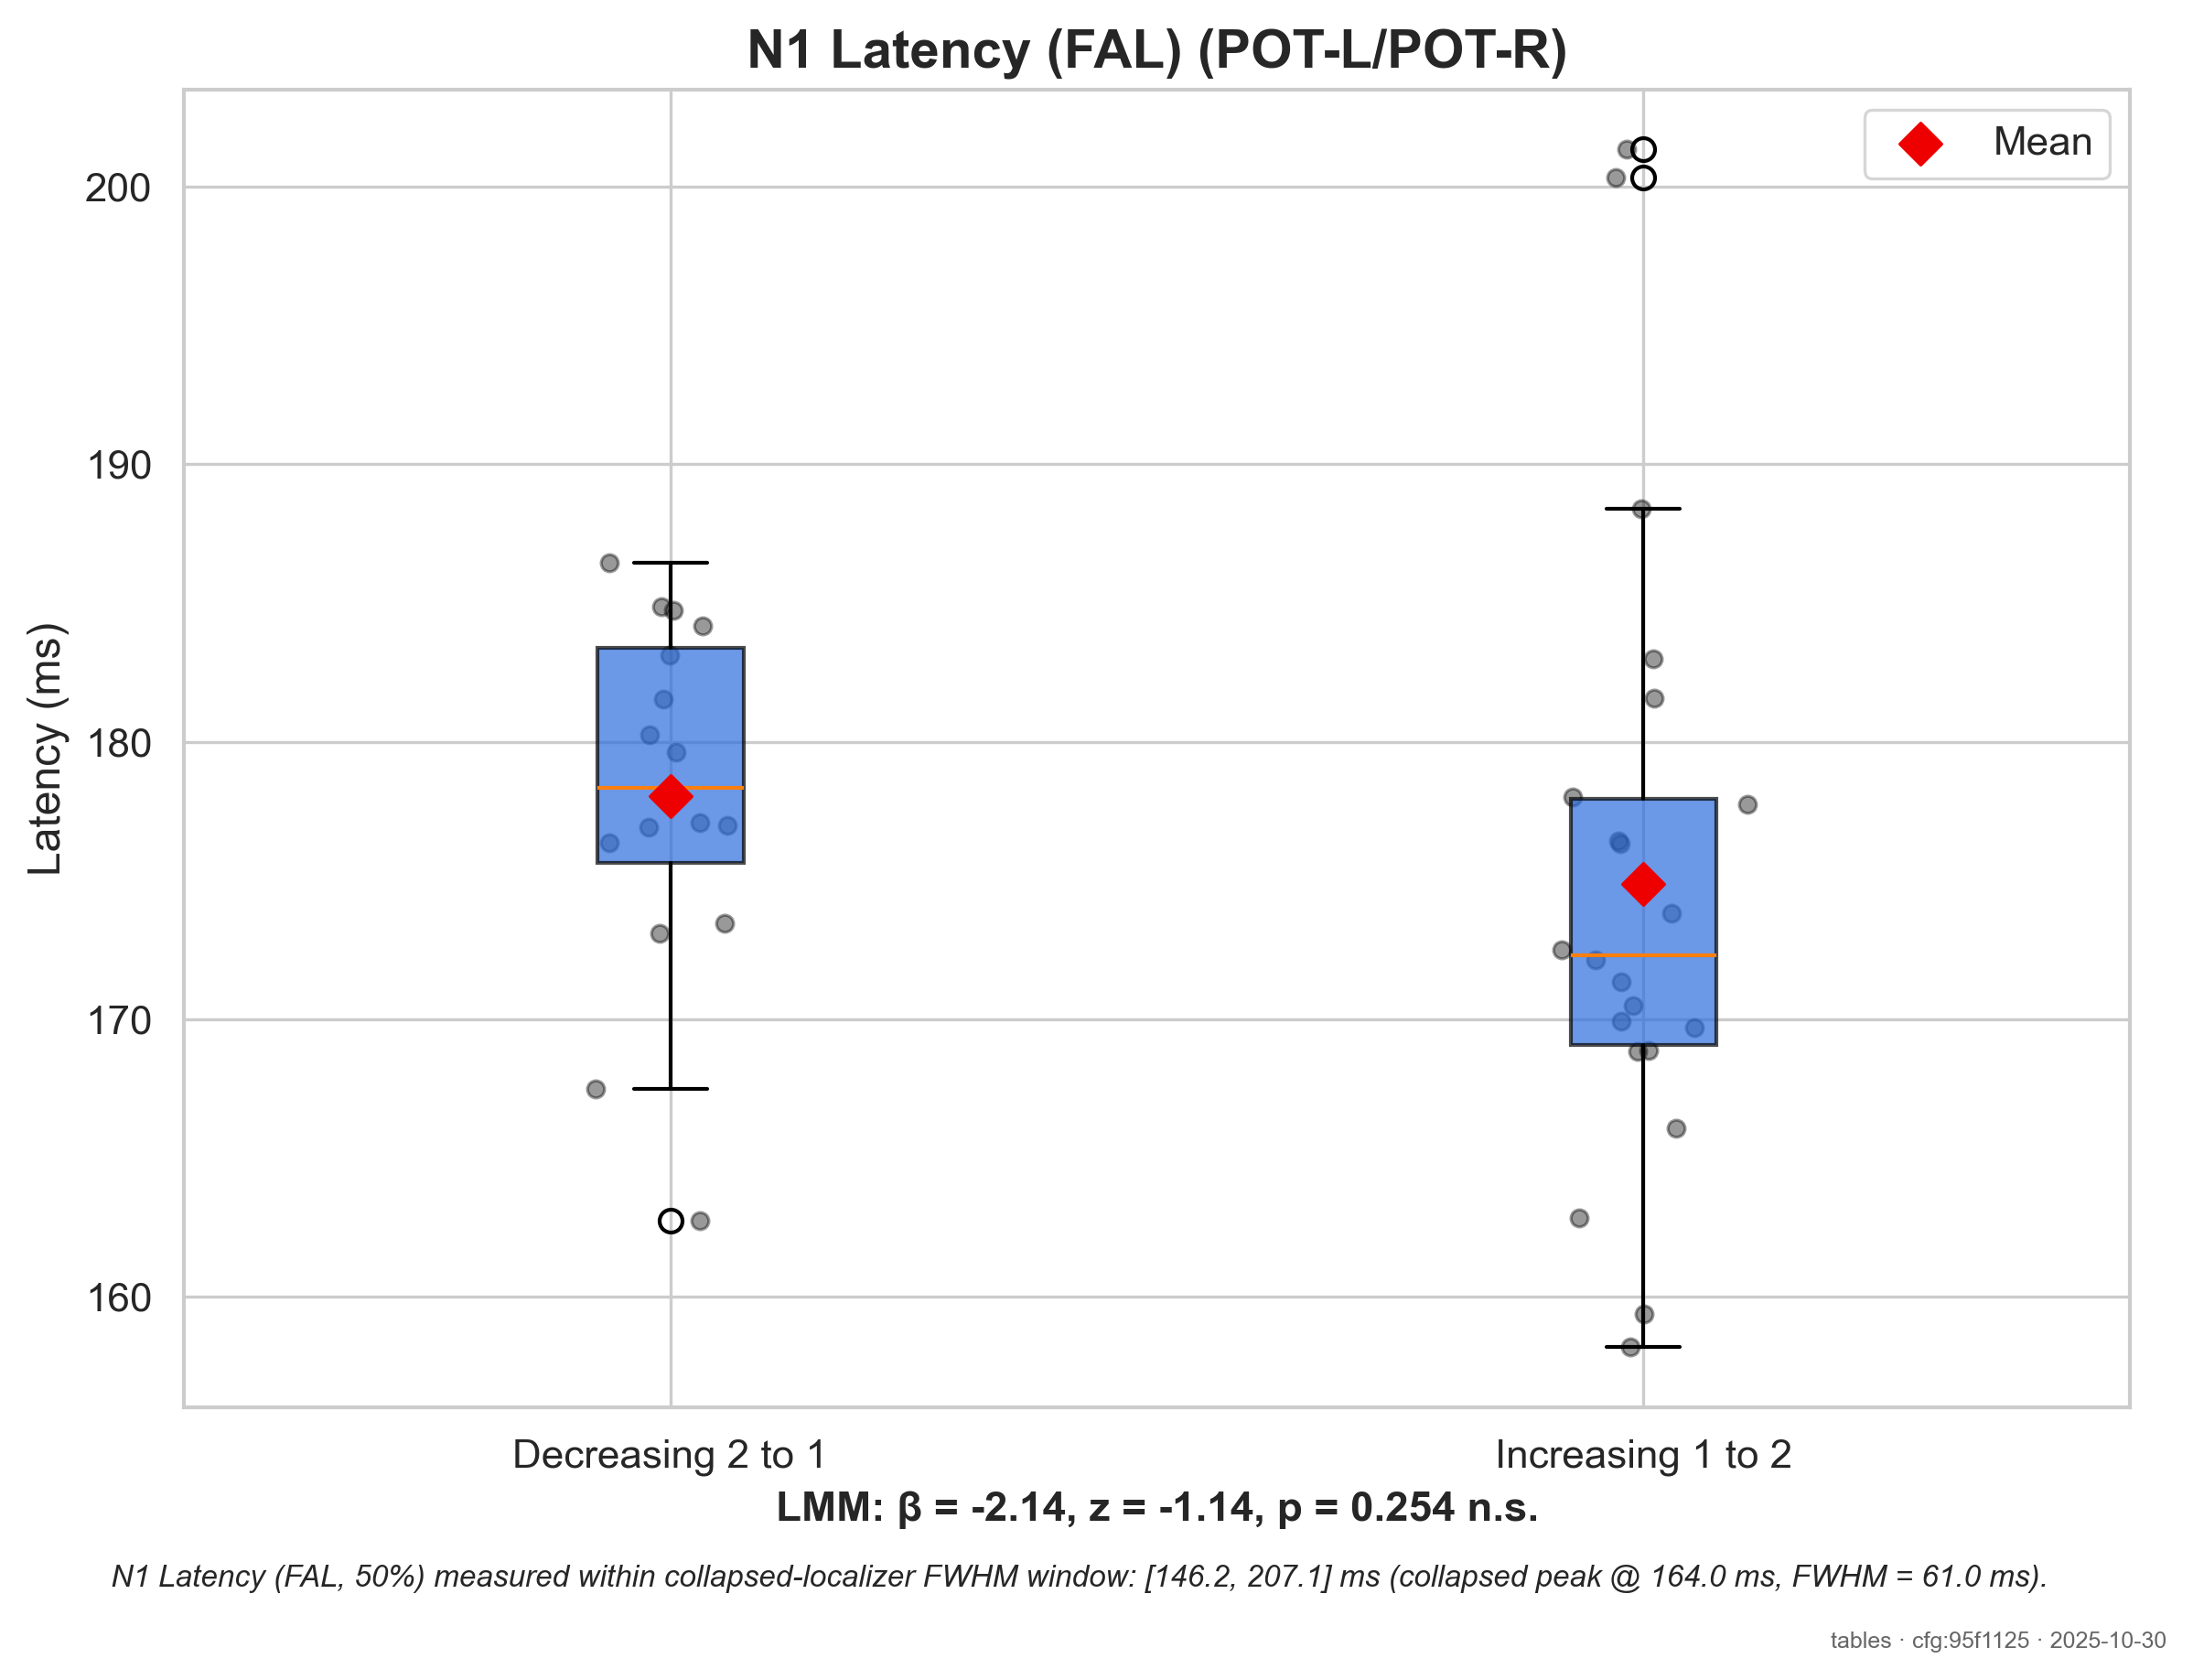 N1 Latency (FAL) (POT-L/POT-R)
Mean
Latency (ms)
200
190
180
170
160
Decreasing 2 to 1
Increasing 1 to 2
LMM: β = -2.14, z = -1.14, p = 0.254 n.s.
N1 Latency (FAL, 50%) measured within collapsed-localizer FWHM window: [146.2, 207.1] ms (collapsed peak @ 164.0 ms, FWHM = 61.0 ms).
tables · cfg:95f1125 · 2025-10-30